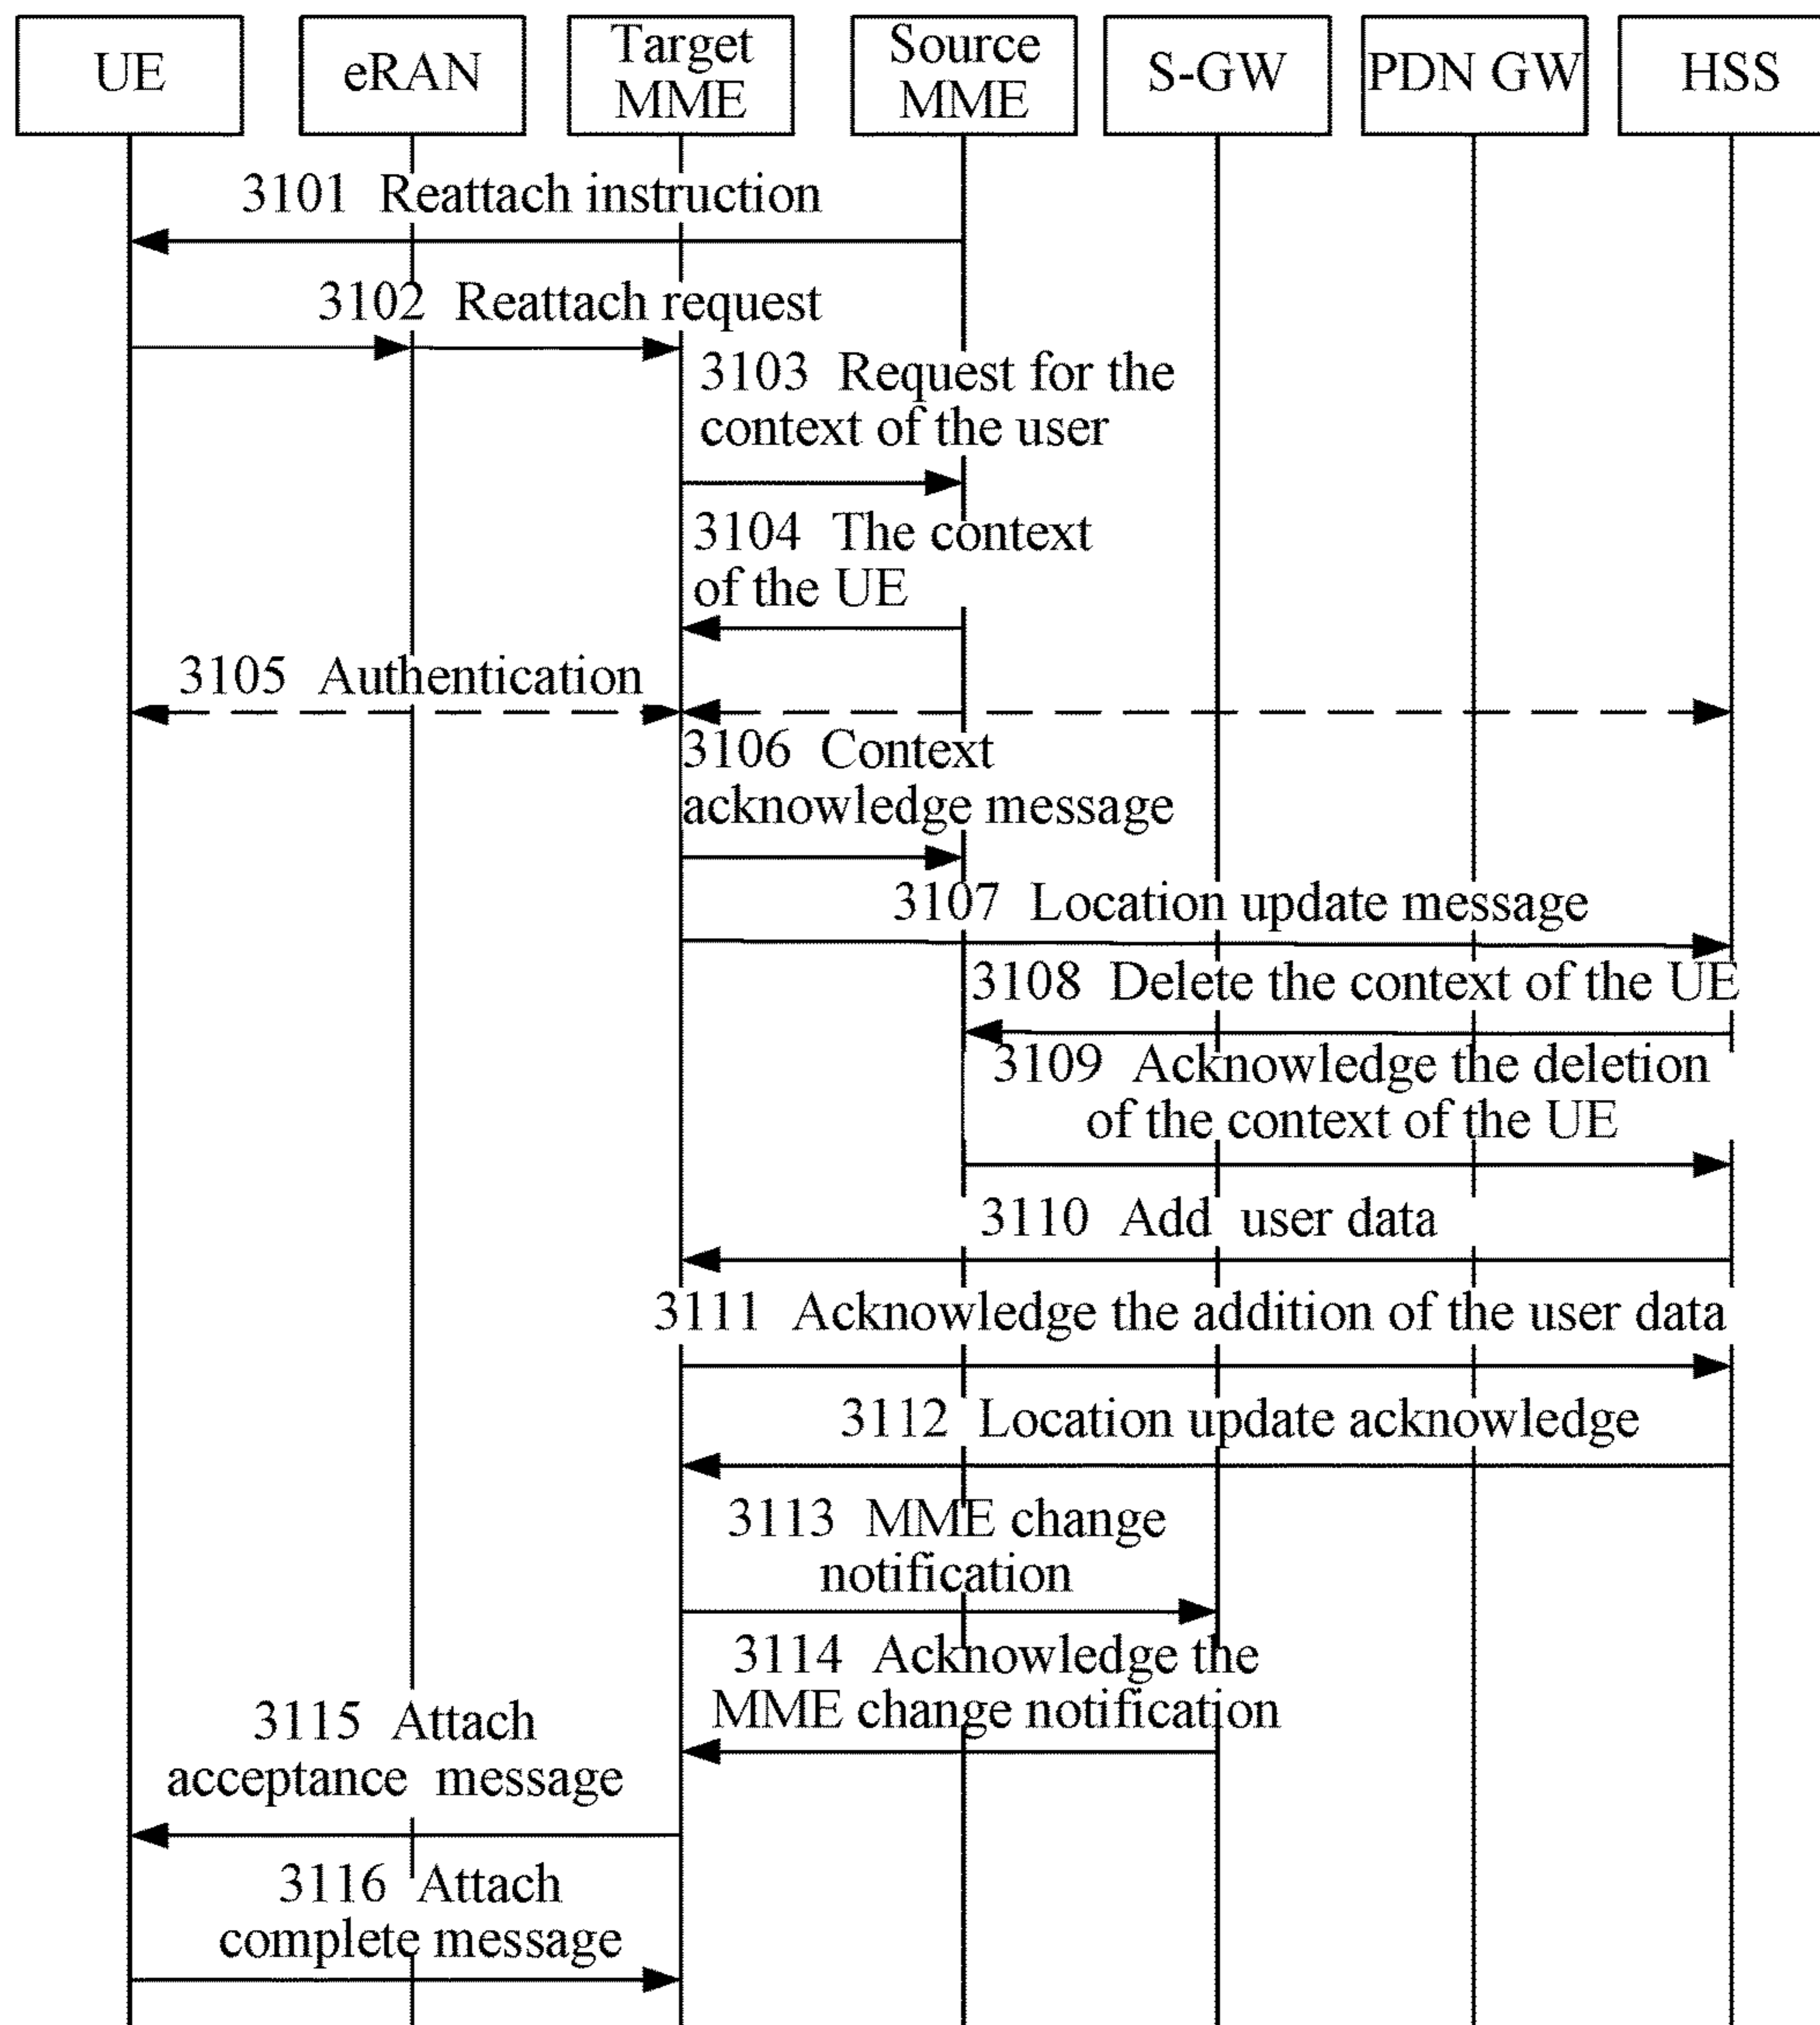 UE
eRAN
Target
MME
Source
MME
S-GW
PDN GW
HSS
3101 Reattach instruction
3102 Reattach request
3103 Request for the
context of the user
3104 The context
of the UE
3105 Authentication
3106 Context
acknowledge message
3107 Location update message
3108 Delete the context of the UE
3109 Acknowledge the deletion
of the context of the UE
3110 Add user data
3111 Acknowledge the addition of the user data
3112 Location update acknowledge
3113 MME change
notification
3114 Acknowledge the
MME change notification
3115 Attach
acceptance message
3116 Attach
complete message